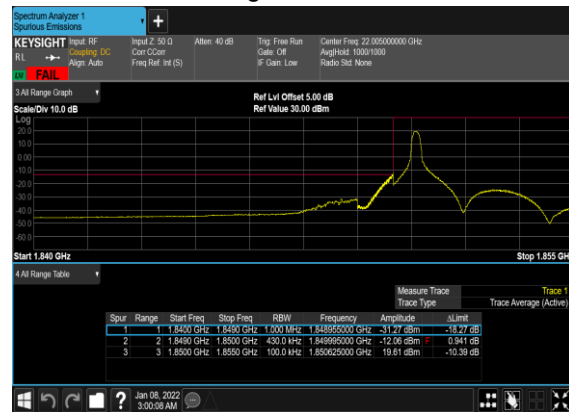 Spectrum Analyzer 1
Spurious Emissions
+
KEYSIGHT Input: RF Input Z: 50 Ω Atten: 40 dB Trig: Free Run Center Freq: 22.005000000 GHz
RL Coupling: DC Corr CCorr Gate: Off Avg|Hold: 1000/1000
Align: Auto Freq Ref: Int (S) IF Gain: Low Radio Std: None
LW FAIL
3 All Range Graph
Ref Lvl Offset 5.00 dB
Scale/Div 10.0 dB Ref Value 30.00 dBm
Log
20.0
10.0
0.00
-10.0
-20.0
-30.0
-40.0
-50.0
-60.0
Start 1.840 GHz Stop 1.855 GH
4 All Range Table
Measure Trace Trace 1
Trace Type Trace Average (Active)
Spur Range Start Freq Stop Freq RBW Frequency Amplitude ΔLimit
1 1 1.8400 GHz 1.8490 GHz 1.000 MHz 1.848955000 GHz -31.27 dBm -18.27 dB
2 2 1.8490 GHz 1.8500 GHz 430.0 kHz 1.849995000 GHz -12.06 dBm F 0.941 dB
3 3 1.8500 GHz 1.8550 GHz 100.0 kHz 1.850625000 GHz 19.61 dBm -10.39 dB
? Jan 08, 2022
3:00:08 AM